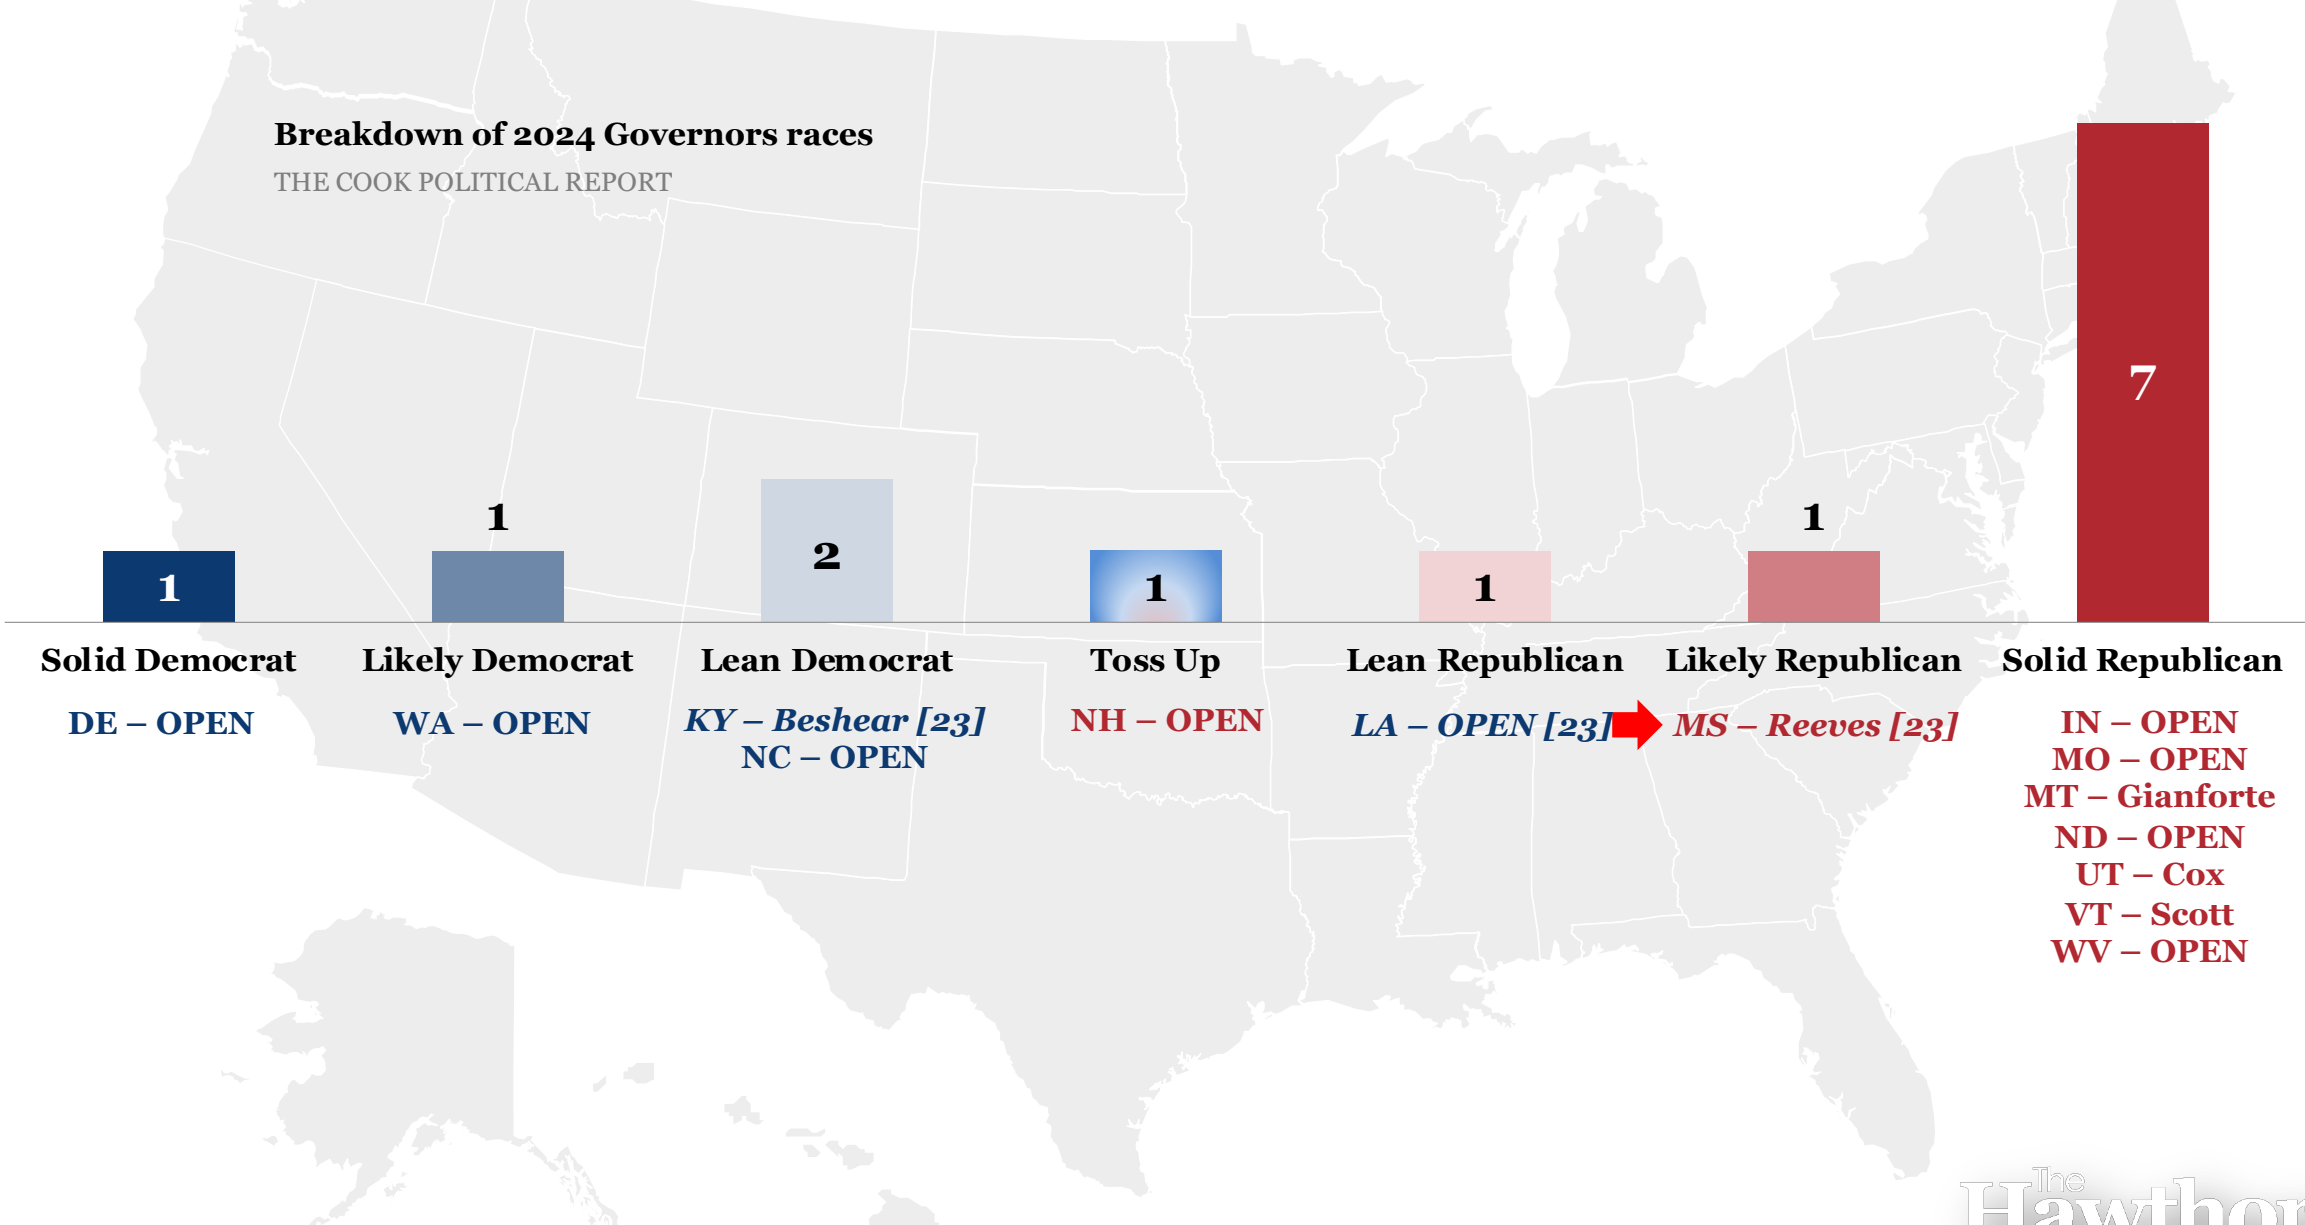 Breakdown of 2024 Governors races
THE COOK POLITICAL REPORT
1
1
2
1
1
1
7
Solid Democrat
Likely Democrat
Lean Democrat
Toss Up
Lean Republican
Likely Republican
Solid Republican
DE – OPEN
WA – OPEN
KY – Beshear [23]
NC – OPEN
NH – OPEN
LA – OPEN [23]
MS – Reeves [23]
IN – OPEN
MO – OPEN
MT – Gianforte
ND – OPEN
UT – Cox
VT – Scott
WV – OPEN
The